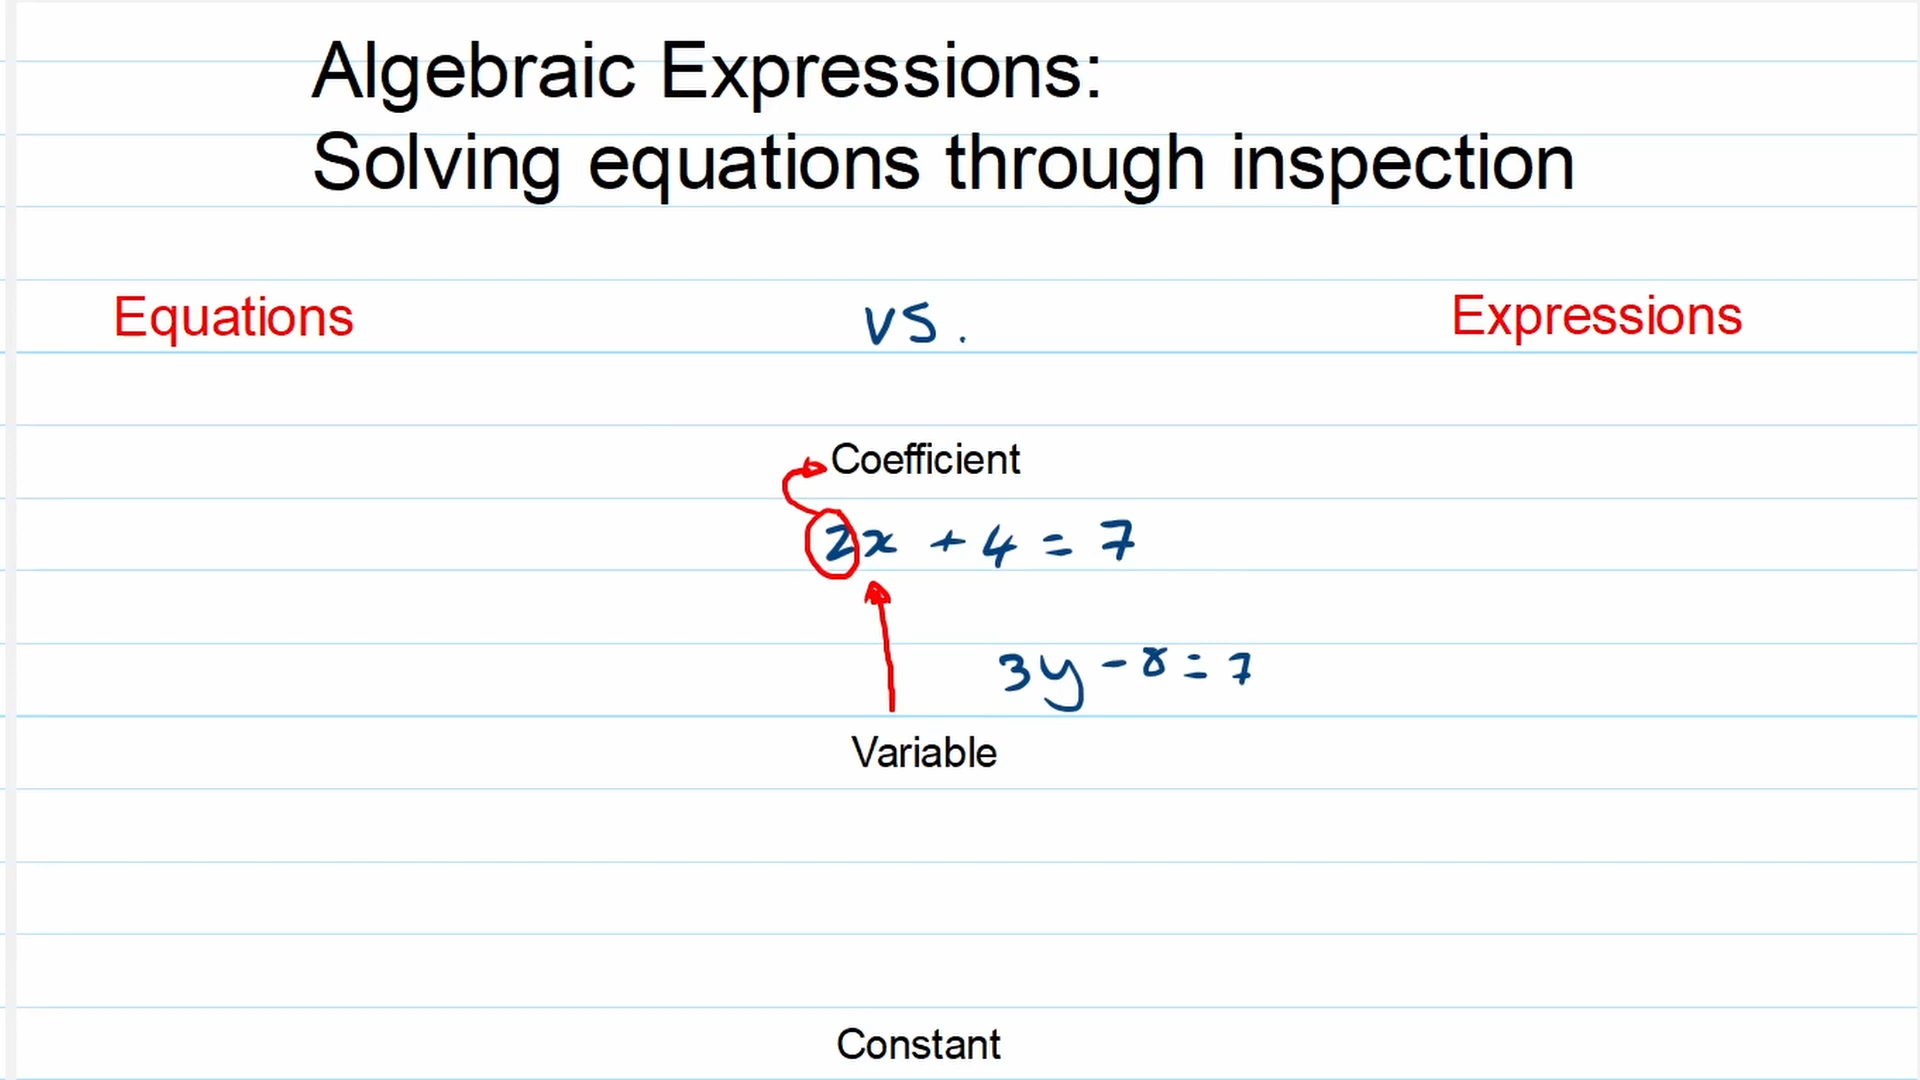 Algebraic Expressions:
Solving equations through inspection
Equations vs. Expressions
Coefficient
2x + 4 = 7
3y - 8 = 7
Variable
Constant